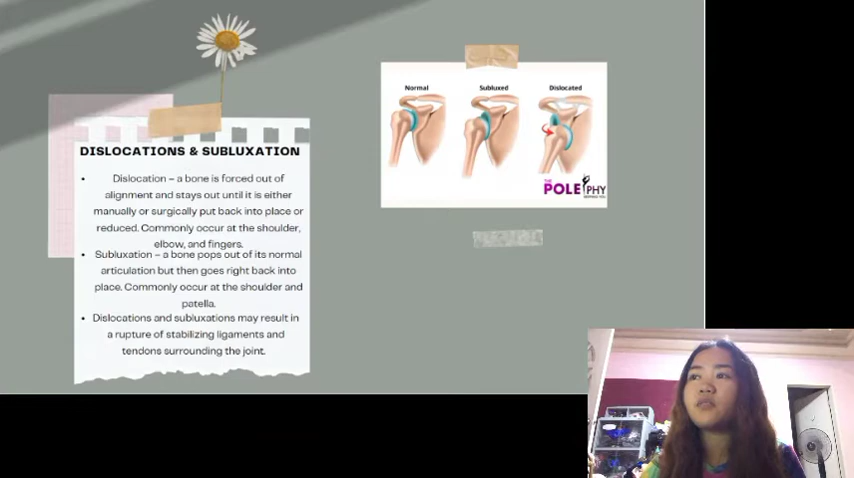 DISLOCATIONS & SUBLUXATION
Dislocation – a bone is forced out of
alignment and stays out until it is either
manually or surgically put back into place or
reduced. Commonly occur at the shoulder,
elbow, and fingers.
Subluxation – a bone pops out of its normal
articulation but then goes right back into
place. Commonly occur at the shoulder and
patella.
Dislocations and subluxations may result in
a rupture of stabilizing ligaments and
tendons surrounding the joint.
Normal Subluxed Dislocated
THE
POLE PHY